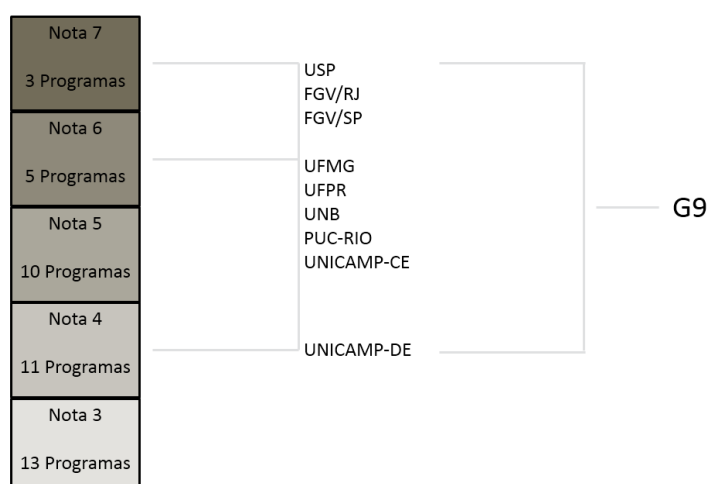 Nota 7
3 Programas
Nota 6
5 Programas
Nota 5
10 Programas
Nota 4
11 Programas
Nota 3
13 Programas
USP
FGV/RJ
FGV/SP
UFMG
UFPR
UNB
PUC-RIO
UNICAMP-CE
UNICAMP-DE
G9